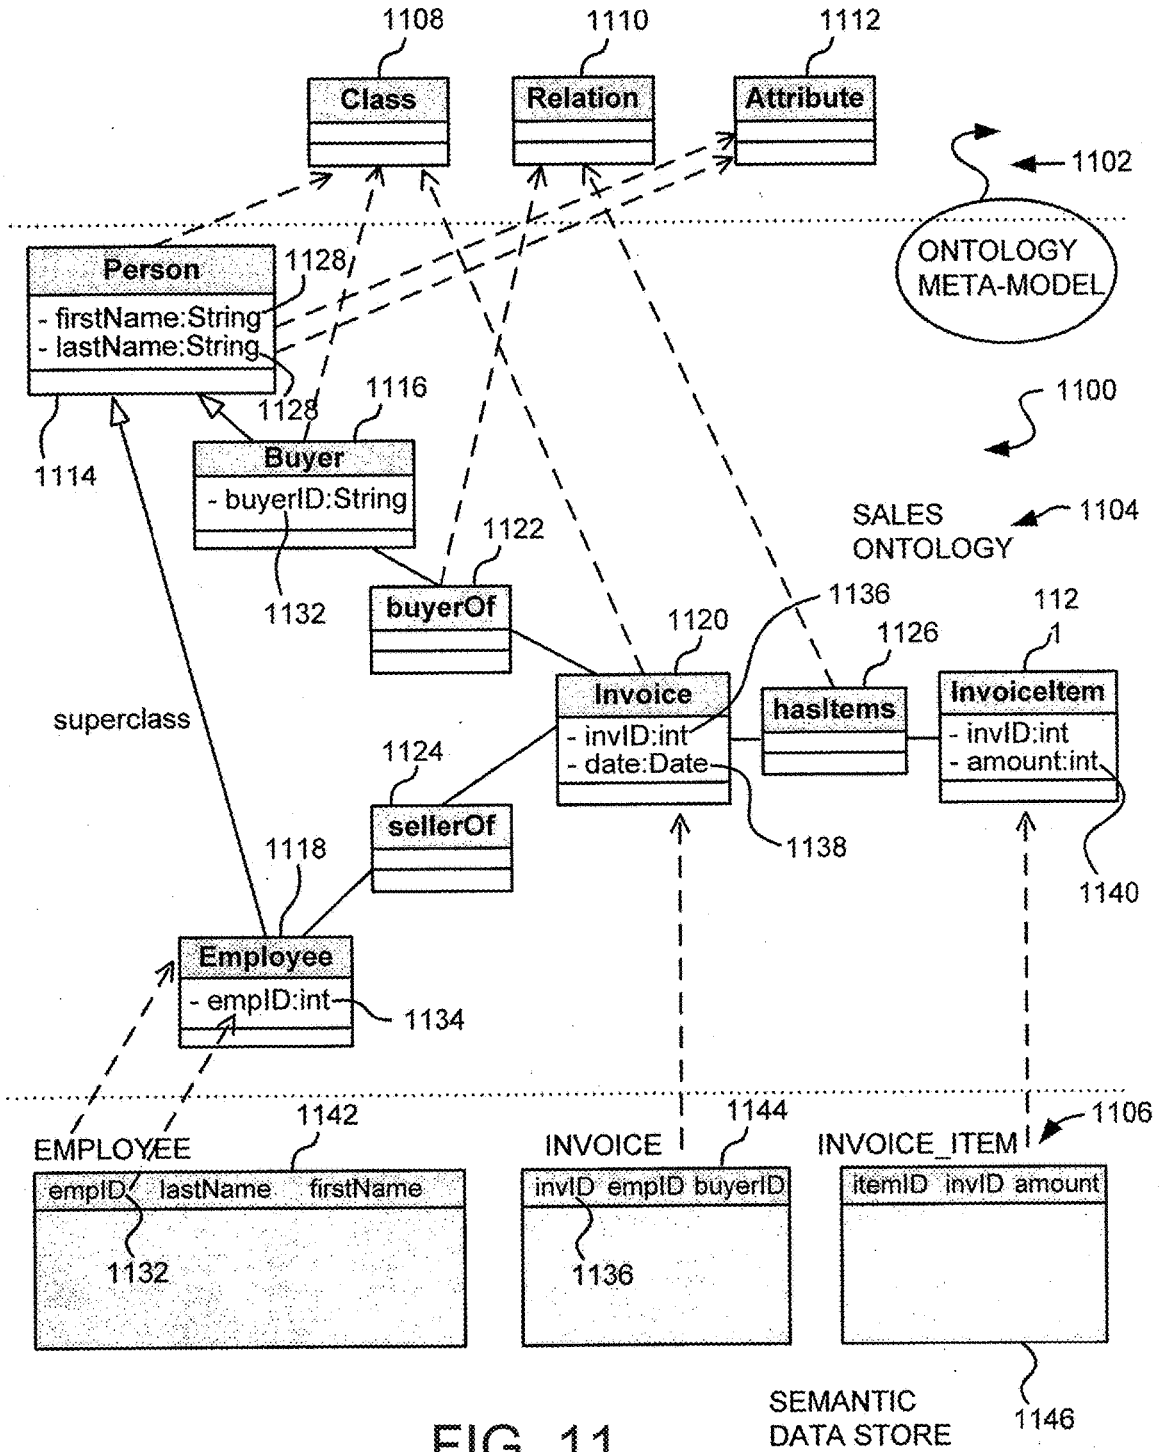 1108
1110
1112
Class
Relation
Attribute
1102
ONTOLOGY
META-MODEL
Person
1128
- firstName:String
- lastName:String
1128
1116
1100
1114
Buyer
- buyerID:String
SALES
ONTOLOGY
1104
1122
1132
buyerOf
1136
112
1
1120
1126
Invoice
hasItems
InvoiceItem
- invID:int
- date:Date
- invID:int
- amount:int
superclass
1124
sellerOf
1138
1118
1140
Employee
- empID:int
1134
1142
1144
1106
EMPLOYEE
INVOICE
INVOICE_ITEM
empID lastName firstName
invID empID buyerID
itemID invID amount
1132
1136
SEMANTIC
DATA STORE
1146
FIG. 11